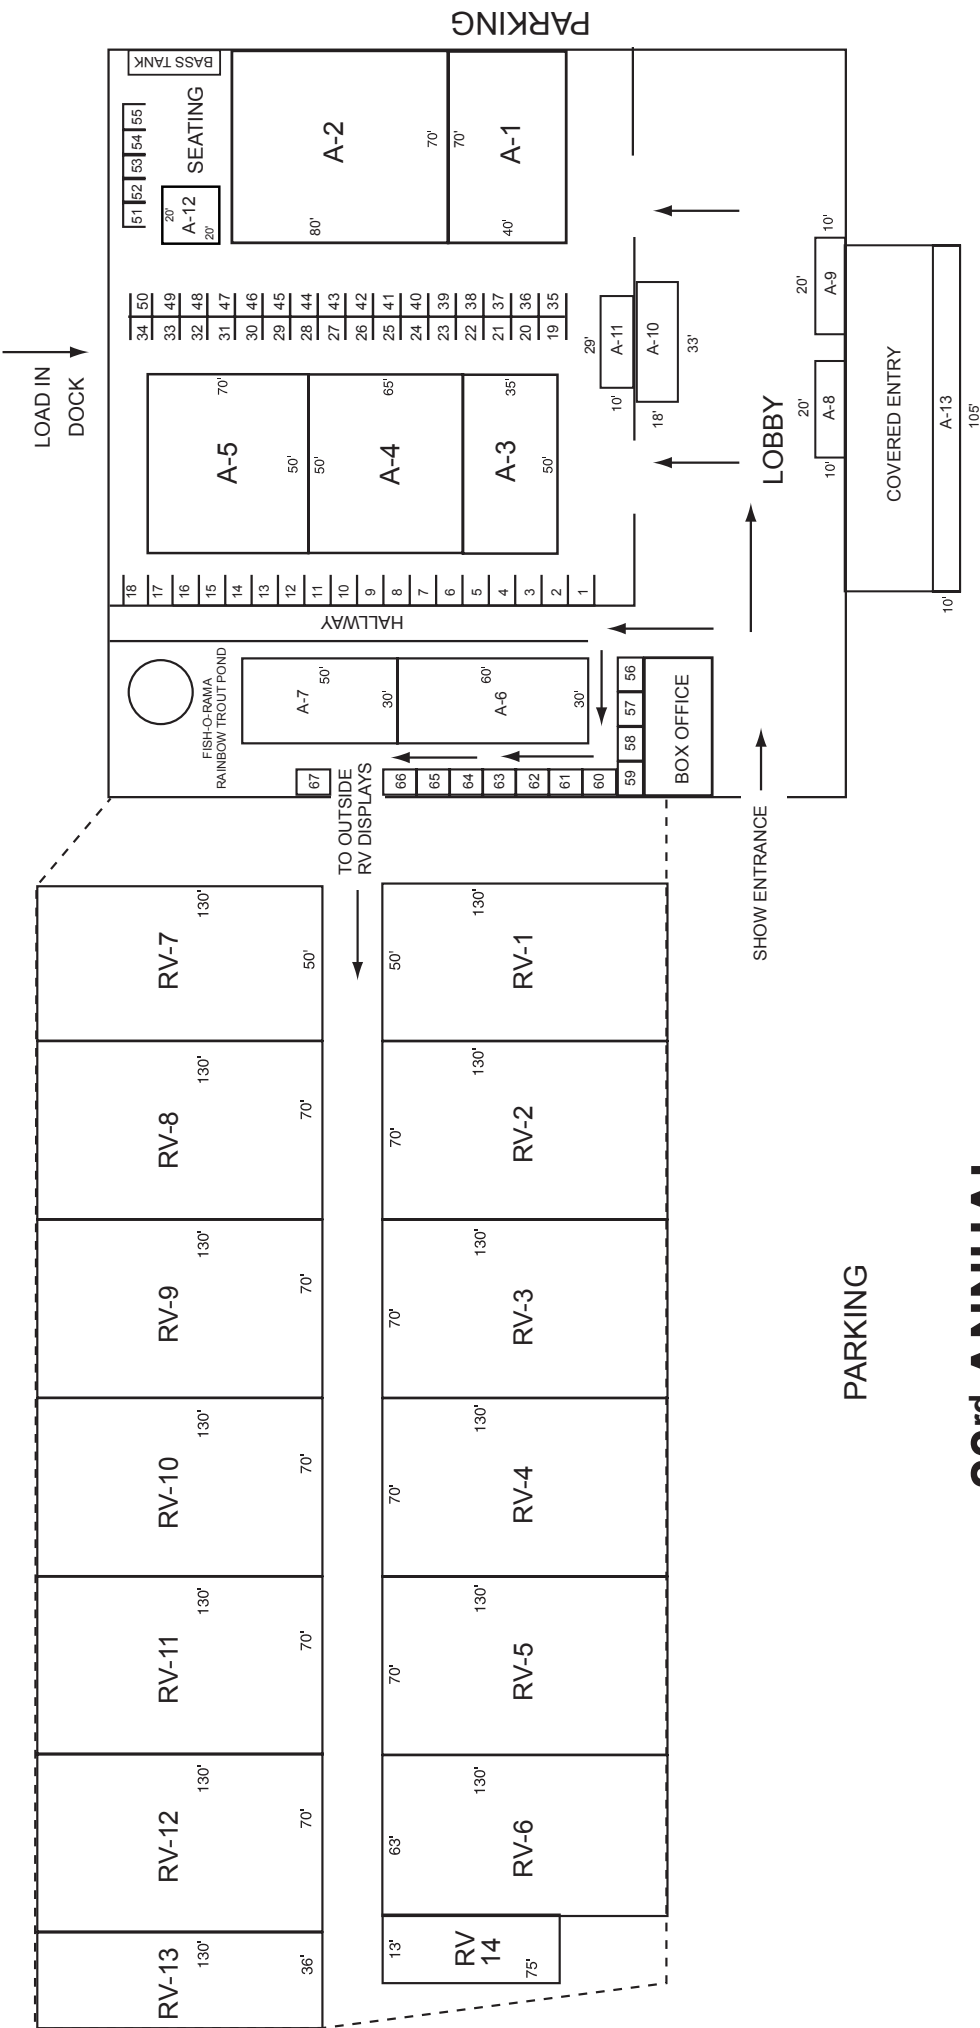 PARKING
BASS TANK
SEATING
51 52 53 54 55
A-12
20'
20'
A-2
80'
70'
A-1
40'
70'
LOAD IN
DOCK
34 33 32 31 30 29 28 27 26 25 24 23 22 21 20 19
50 49 48 47 46 45 44 43 42 41 40 39 38 37 36 35
A-5
70'
50'
A-4
65'
50'
A-3
35'
50'
A-11
29'
10'
A-10
33'
18'
A-9
20'
10'
A-8
20'
10'
LOBBY
COVERED ENTRY
A-13
105'
10'
18 17 16 15 14 13 12 11 10 9 8 7 6 5 4 3 2 1
HALLWAY
FISH-O-RAMA
RAINBOW TROUT POND
A-7
50'
30'
A-6
60'
30'
56
57
58
59
BOX OFFICE
67
66 65 64 63 62 61 60
TO OUTSIDE
RV DISPLAYS
SHOW ENTRANCE
RV-7
130'
50'
RV-8
130'
70'
RV-9
130'
70'
RV-10
130'
70'
RV-11
130'
70'
RV-12
130'
70'
RV-13
130'
36'
RV-1
130'
50'
RV-2
130'
70'
RV-3
130'
70'
RV-4
130'
70'
RV-5
130'
70'
RV-6
130'
63'
RV
14
13'
75'
PARKING
ANNUAL